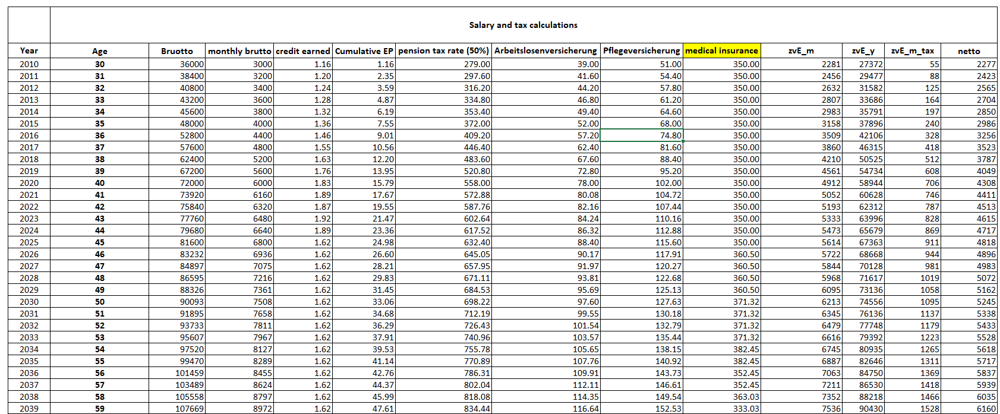 Salary and tax calculations
Year Age Bruotto monthly brutto credit earned Cumulative EP pension tax rate (50%) Arbeitslosenversicherung Pflegeversicherung medical insurance zvE_m zvE_y zvE_m_tax netto
2010 30 36000 3000 1.16 1.16 279.00 39.00 51.00 350.00 2281 27372 55 2277
2011 31 38400 3200 1.20 2.35 297.60 41.60 54.40 350.00 2456 29477 88 2423
2012 32 40800 3400 1.24 3.59 316.20 44.20 57.80 350.00 2632 31582 125 2565
2013 33 43200 3600 1.28 4.87 334.80 46.80 61.20 350.00 2807 33686 164 2704
2014 34 45600 3800 1.32 6.19 353.40 49.40 64.60 350.00 2983 35791 197 2850
2015 35 48000 4000 1.36 7.55 372.00 52.00 68.00 350.00 3158 37896 240 2986
2016 36 52800 4400 1.46 9.01 409.20 57.20 74.80 350.00 3509 42106 328 3256
2017 37 57600 4800 1.55 10.56 446.40 62.40 81.60 350.00 3860 46315 418 3523
2018 38 62400 5200 1.63 12.20 483.60 67.60 88.40 350.00 4210 50525 512 3787
2019 39 67200 5600 1.76 13.95 520.80 72.80 95.20 350.00 4561 54734 608 4049
2020 40 72000 6000 1.83 15.79 558.00 78.00 102.00 350.00 4912 58944 706 4308
2021 41 73920 6160 1.89 17.67 572.88 80.08 104.72 350.00 5052 60628 746 4411
2022 42 75840 6320 1.87 19.55 587.76 82.16 107.44 350.00 5193 62312 787 4513
2023 43 77760 6480 1.92 21.47 602.64 84.24 110.16 350.00 5333 63996 828 4615
2024 44 79680 6640 1.89 23.36 617.52 86.32 112.88 350.00 5473 65679 869 4717
2025 45 81600 6800 1.62 24.98 632.40 88.40 115.60 350.00 5614 67363 911 4818
2026 46 83232 6936 1.62 26.60 645.05 90.17 117.91 360.50 5722 68668 944 4896
2027 47 84897 7075 1.62 28.21 657.95 91.97 120.27 360.50 5844 70128 981 4983
2028 48 86595 7216 1.62 29.83 671.11 93.81 122.68 360.50 5968 71617 1019 5072
2029 49 88326 7361 1.62 31.45 684.53 95.69 125.13 360.50 6095 73136 1058 5162
2030 50 90093 7508 1.62 33.06 698.22 97.60 127.63 371.32 6213 74556 1095 5245
2031 51 91895 7658 1.62 34.68 712.19 99.55 130.18 371.32 6345 76136 1137 5338
2032 52 93733 7811 1.62 36.29 726.43 101.54 132.79 371.32 6479 77748 1179 5433
2033 53 95607 7967 1.62 37.91 740.96 103.57 135.44 371.32 6616 79392 1223 5528
2034 54 97520 8127 1.62 39.53 755.78 105.65 138.15 382.45 6745 80935 1265 5618
2035 55 99470 8289 1.62 41.14 770.89 107.76 140.92 382.45 6887 82646 1311 5717
2036 56 101459 8455 1.62 42.76 786.31 109.91 143.73 352.45 7063 84750 1369 5837
2037 57 103489 8624 1.62 44.37 802.04 112.11 146.61 352.45 7211 86530 1418 5939
2038 58 105558 8797 1.62 45.99 818.08 114.35 149.54 363.03 7352 88218 1466 6035
2039 59 107669 8972 1.62 47.61 834.44 116.64 152.53 333.03 7536 90430 1528 6160